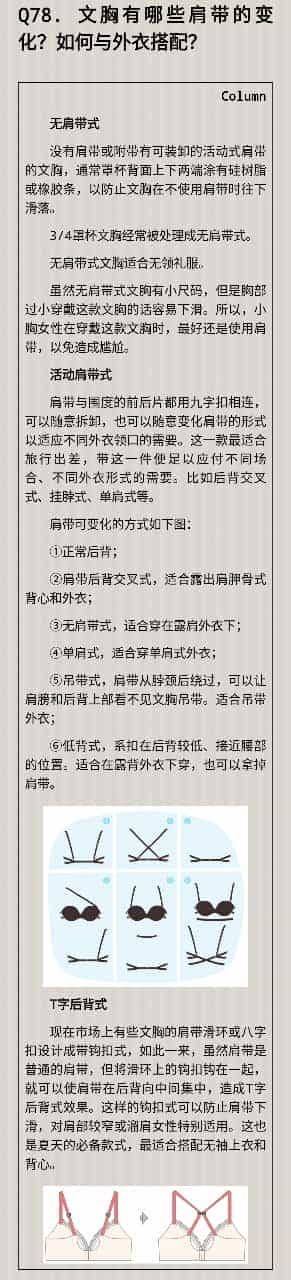 Q78. 文胸有哪些肩带的变
化？如何与外衣搭配？
Column
无肩带式
没有肩带或附带有可装卸的活动式肩带
的文胸，通常罩杯背面上下两端涂有硅树脂
或橡胶条，以防止文胸在不使用肩带时往下
滑落。
3/4罩杯文胸经常被处理成无肩带式。
无肩带式文胸适合无领礼服。
虽然无肩带式文胸有小尺码，但是胸部
过小穿戴这款文胸的话容易下滑。所以，小
胸女性在穿戴这款文胸时，最好还是使用肩
带，以免造成尴尬。
活动肩带式
肩带与围度的前后片都用九字扣相连，
可以随意拆卸，也可以随意变化肩带的形式
以适应不同外衣领口的需要。这一款最适合
旅行出差，带这一件便足以应付不同场
合、不同外衣形式的需要。比如后背交叉
式、挂脖式、单肩式等。
肩带可变化的方式如下图：
①正常后背；
②肩带后背交叉式，适合露出肩胛骨式
背心和外衣；
③无肩带式，适合穿在露肩外衣下；
④单肩式，适合穿单肩式外衣；
⑤吊带式，肩带从脖颈后绕过，可以让
肩膀和后背上部看不见文胸吊带。适合吊带
外衣；
⑥低背式，系扣在后背较低、接近腰部
的位置。适合在露背外衣下穿，也可以拿掉
肩带。
T字后背式
现在市场上有些文胸的肩带滑环或八字
扣设计成带钩扣式，如此一来，虽然肩带是
普通的肩带，但将滑环上的钩扣钩在一起，
就可以使肩带在后背向中间集中，造成T字
后背式效果。这样的钩扣式可以防止肩带下
滑，对肩部较窄或溜肩女性特别适用。这也
是夏天的必备款式，最适合搭配无袖上衣和
背心。